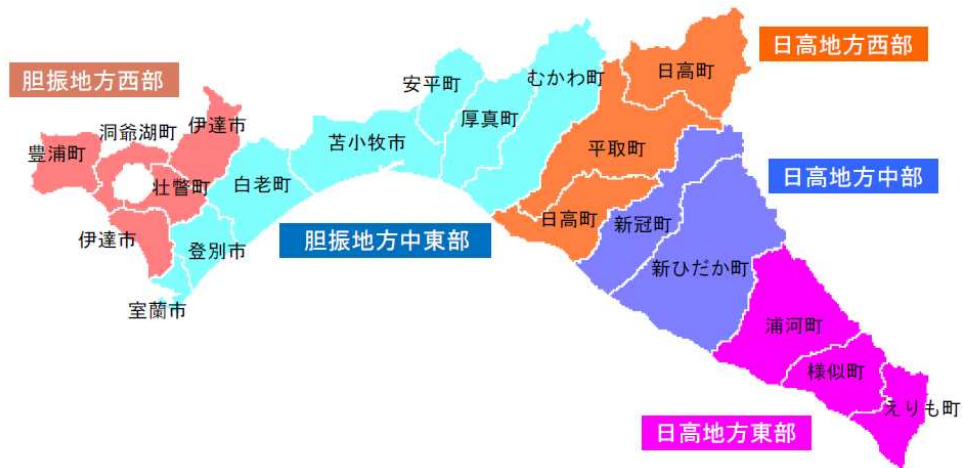 日高地方西部
胆振地方西部
日高町
安平町
むかわ町
伊達市
洞爺湖町
厚真町
豊浦町
苫小牧市
平取町
壮瞥町
白老町
日高地方中部
日高町
新冠町
伊達市
登別市
胆振地方中東部
新ひだか町
室蘭市
浦河町
様似町
えりも町
日高地方東部